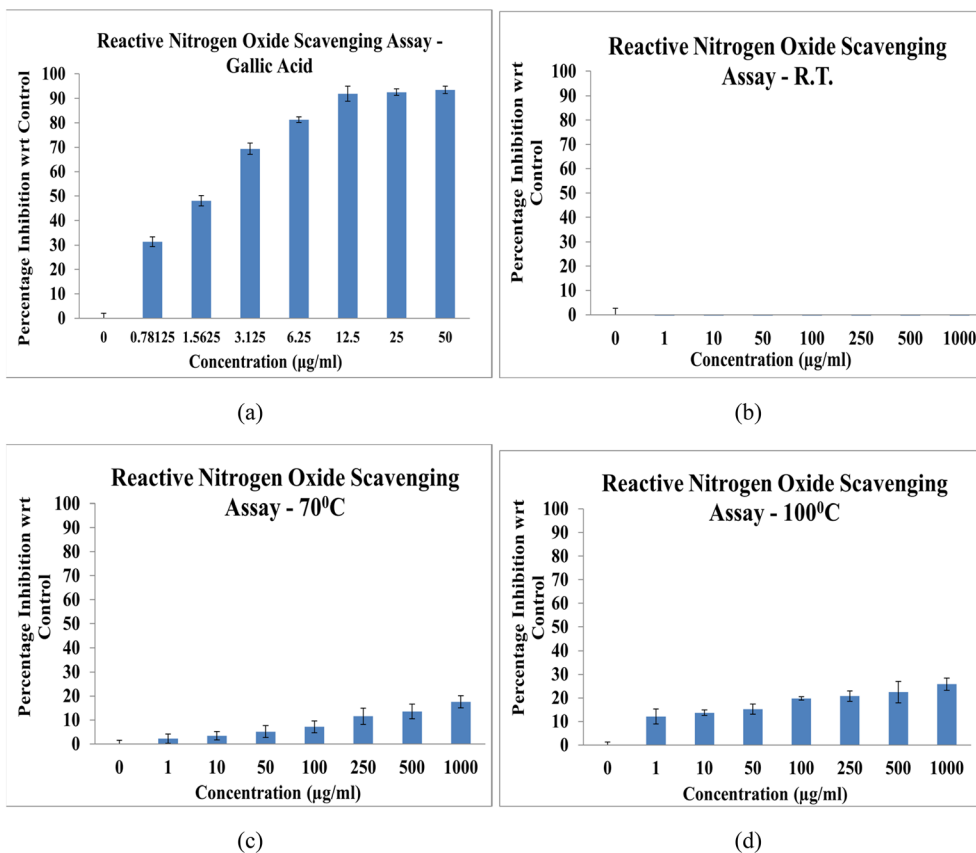 Reactive Nitrogen Oxide Scavenging Assay -
Gallic Acid
Percentage Inhibition wrt Control
100
90
80
70
60
50
40
30
20
10
0
0 0.78125 1.5625 3.125 6.25 12.5 25 50
Concentration (µg/ml)
(a)
Reactive Nitrogen Oxide Scavenging
Assay - R.T.
Percentage Inhibition wrt
Control
100
90
80
70
60
50
40
30
20
10
0
0 1 10 50 100 250 500 1000
Concentration (µg/ml)
(b)
Reactive Nitrogen Oxide Scavenging
Assay - 70⁰C
Percentage Inhibition wrt
Control
100
90
80
70
60
50
40
30
20
10
0
0 1 10 50 100 250 500 1000
Concentration (µg/ml)
(c)
Reactive Nitrogen Oxide Scavenging
Assay - 100⁰C
Percentage Inhibition wrt
Control
100
90
80
70
60
50
40
30
20
10
0
0 1 10 50 100 250 500 1000
Concentration (µg/ml)
(d)